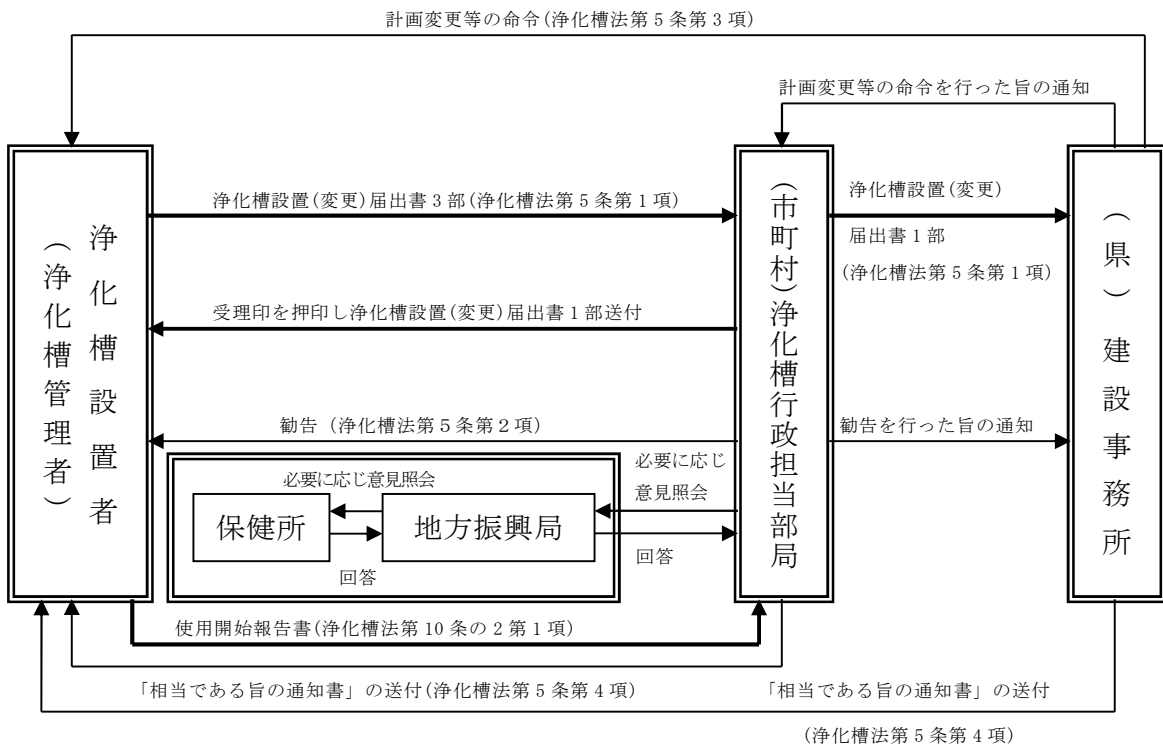 計画変更等の命令(浄化槽法第5条第3項)
計画変更等の命令を行った旨の通知
浄化槽設置者
(浄化槽管理者)
浄化槽設置(変更)届出書3部(浄化槽法第5条第1項)
(市町村)浄化槽行政担当部局
浄化槽設置(変更)
届出書1部
(浄化槽法第5条第1項)
(県)建設事務所
受理印を押印し浄化槽設置(変更)届出書1部送付
勧告(浄化槽法第5条第2項)
勧告を行った旨の通知
必要に応じ
意見照会
必要に応じ意見照会
保健所
地方振興局
回答
回答
使用開始報告書(浄化槽法第10条の2第1項)
「相当である旨の通知書」の送付(浄化槽法第5条第4項)
「相当である旨の通知書」の送付
(浄化槽法第5条第4項)